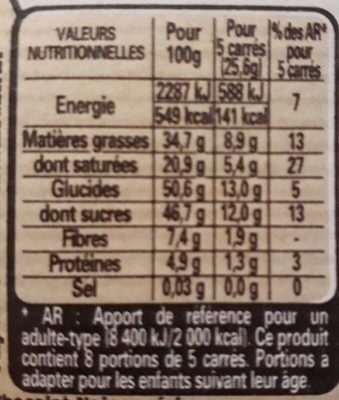 VALEURS NUTRITIONNELLES | Pour 100g | Pour 5 carrés (25,6g) | % des AR* pour 5 carrés
Energie | 2287 kJ 549 kcal | 588 kJ 141 kcal | 7
Matières grasses | 34,7 g | 8,9 g | 13
dont saturées | 20,9 g | 5,4 g | 27
Glucides | 50,6 g | 13,0 g | 5
dont sucres | 46,7 g | 12,0 g | 13
Fibres | 7,4 g | 1,9 g | -
Protéines | 4,9 g | 1,3 g | 3
Sel | 0,03 g | 0,0 g | 0
* AR : Apport de référence pour un
adulte-type (8 400 kJ/2 000 kcal). Ce produit
contient 8 portions de 5 carrés. Portions à
adapter pour les enfants suivant leur âge.